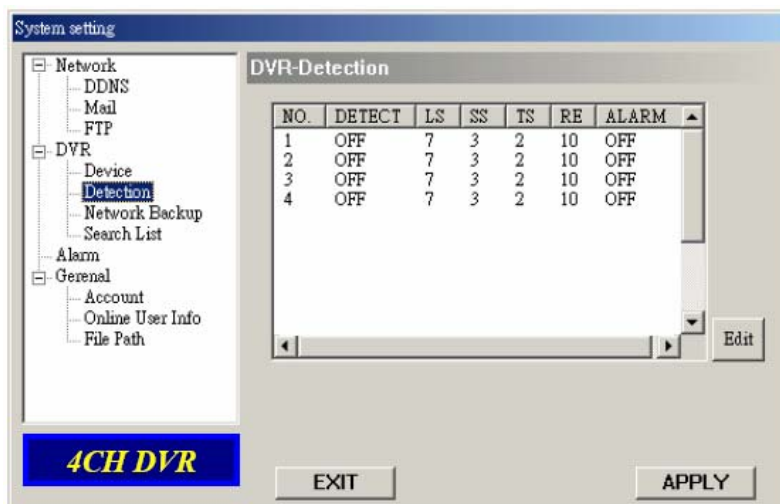 System setting
Network
DDNS
Mail
FTP
DVR
Device
Detection
Network Backup
Search List
Alarm
Gerenal
Account
Online User Info
File Path
4CH DVR
DVR-Detection
NO. DETECT LS SS TS RE ALARM
1 OFF 7 3 2 10 OFF
2 OFF 7 3 2 10 OFF
3 OFF 7 3 2 10 OFF
4 OFF 7 3 2 10 OFF
Edit
EXIT APPLY